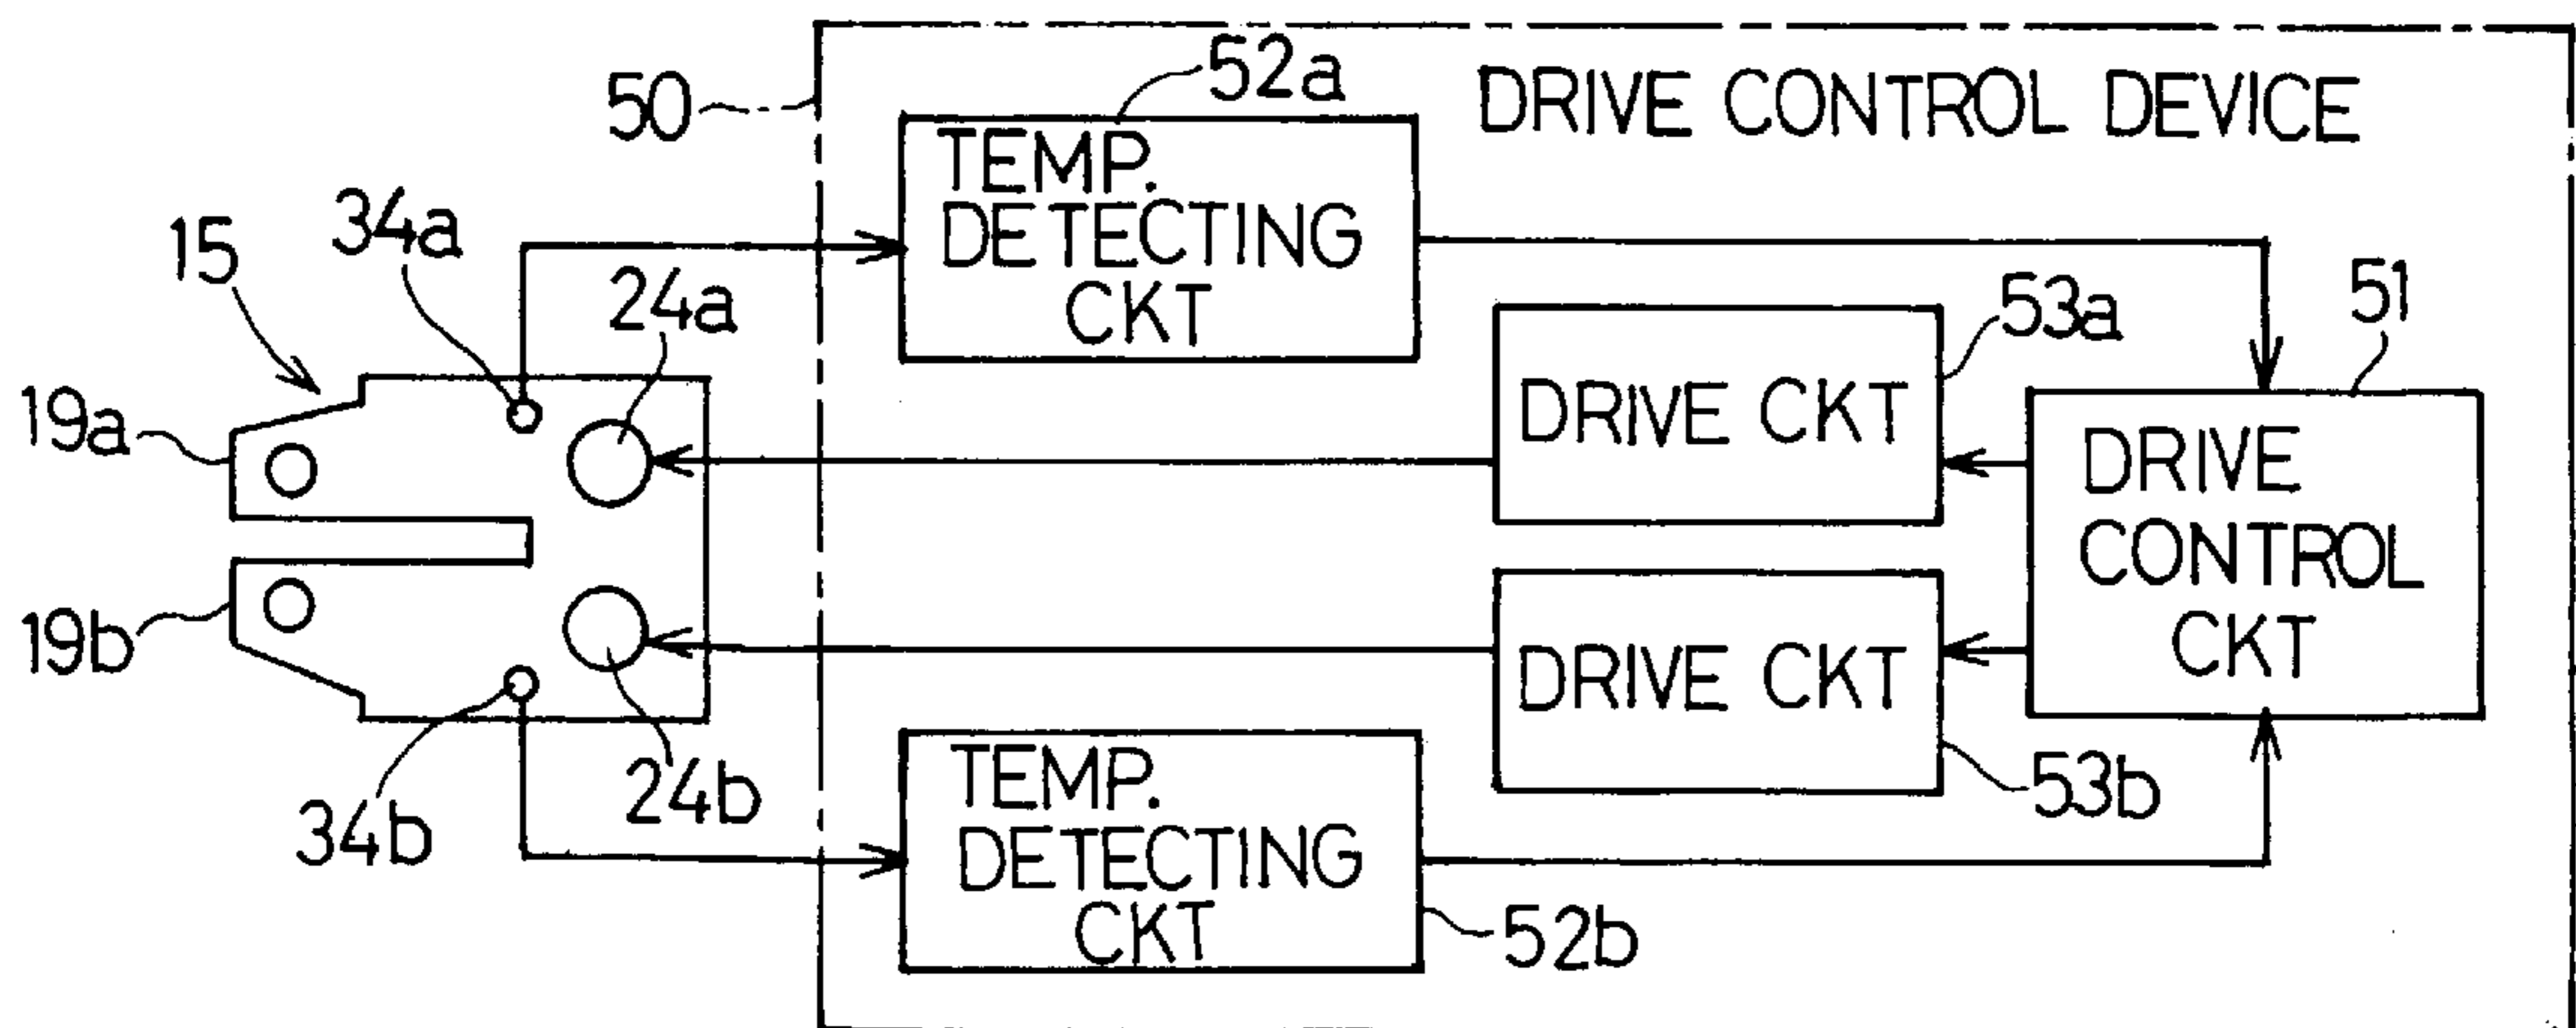 50
DRIVE CONTROL DEVICE
52a
TEMP.
DETECTING
CKT
15
34a
24a
19a
19b
34b
24b
53a
DRIVE CKT
51
DRIVE
CONTROL
CKT
DRIVE CKT
53b
TEMP.
DETECTING
CKT
52b